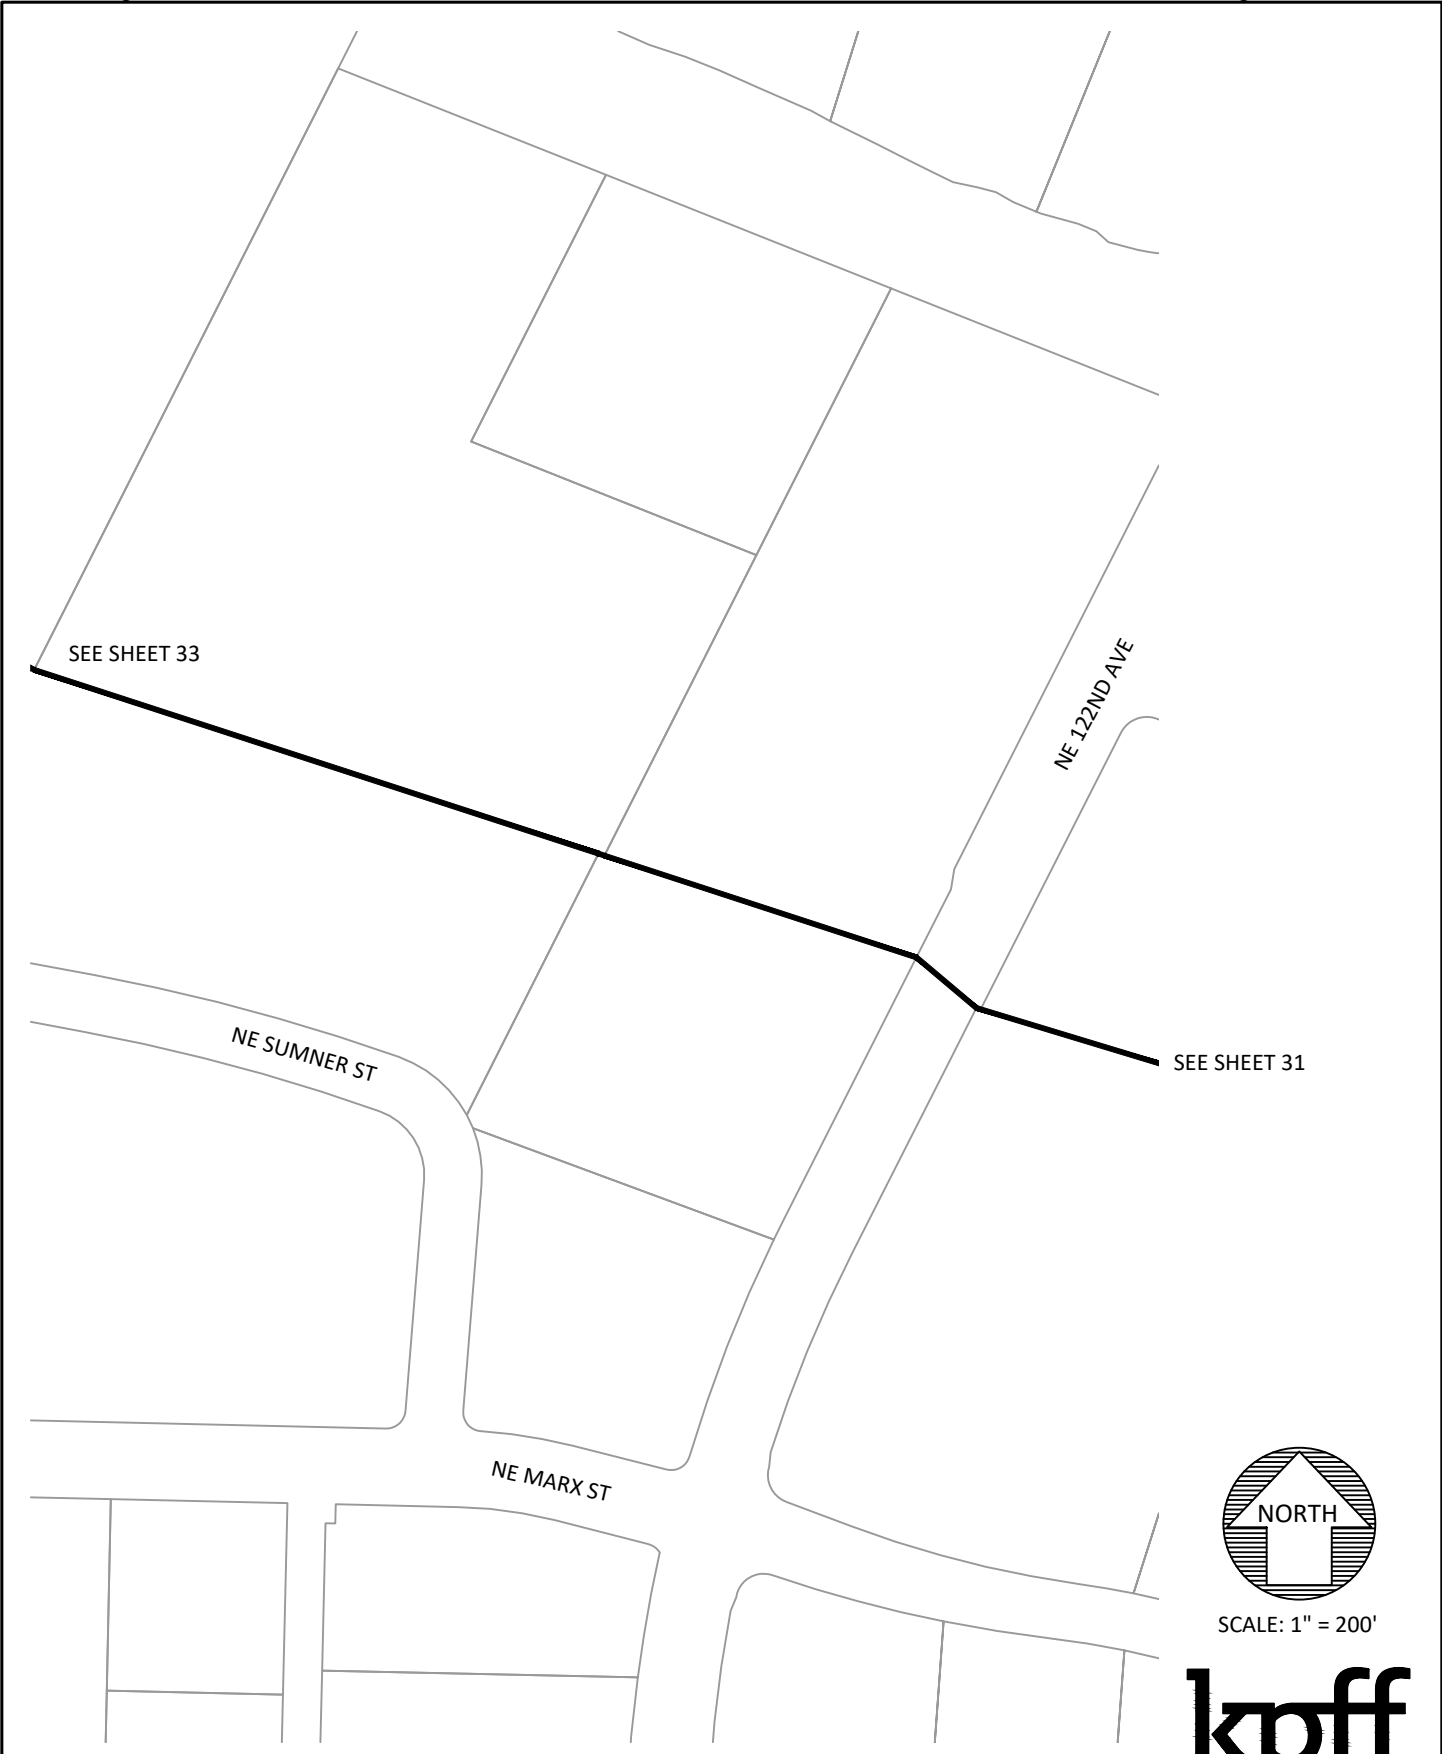 SEE SHEET 33
NE 122ND AVE
NE SUMNER ST
SEE SHEET 31
NE MARX ST
NORTH
SCALE: 1" = 200'
kpff